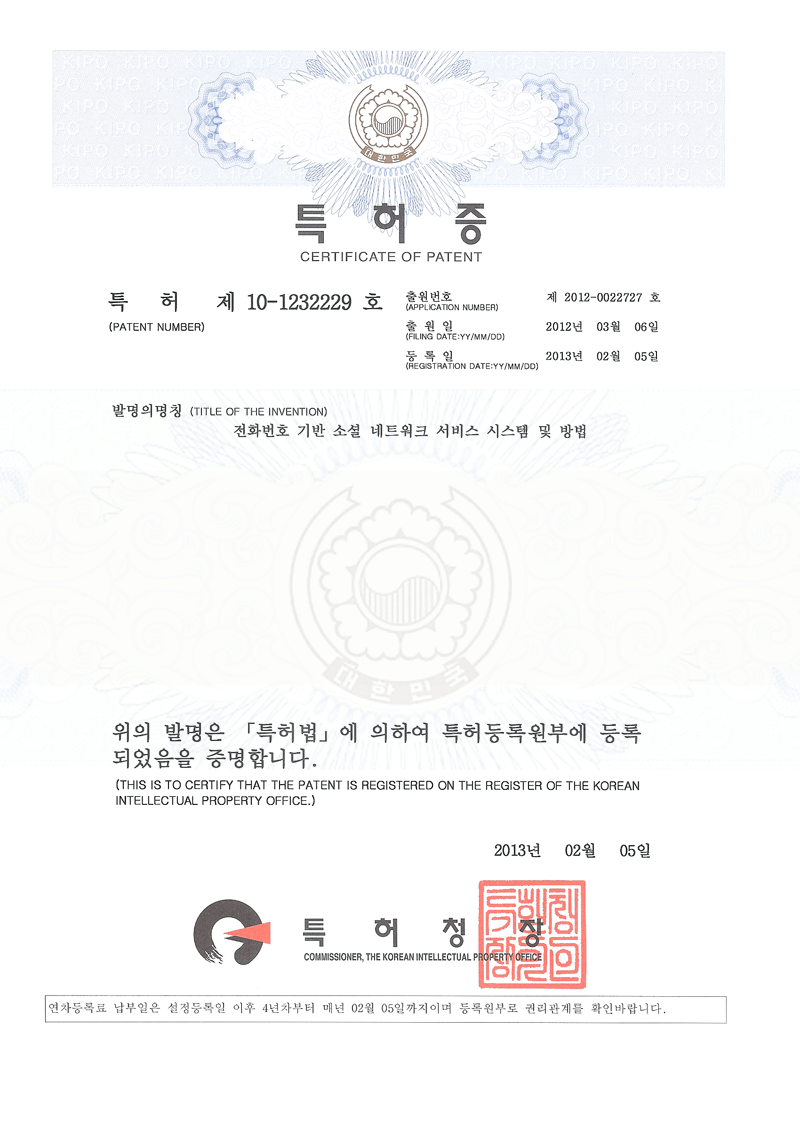 KIPO KIPO KIPO KIPO KIPO KIPO KIPO
대한민국
특 허 증
CERTIFICATE OF PATENT
특 허 제 10-1232229 호
(PATENT NUMBER)
출원번호 제 2012-0022727 호
(APPLICATION NUMBER)
출 원 일 2012년 03월 06일
(FILING DATE:YY/MM/DD)
등 록 일 2013년 02월 05일
(REGISTRATION DATE:YY/MM/DD)
발명의명칭 (TITLE OF THE INVENTION)
전화번호 기반 소셜 네트워크 서비스 시스템 및 방법
대한민국
위의 발명은 「특허법」에 의하여 특허등록원부에 등록
되었음을 증명합니다.
(THIS IS TO CERTIFY THAT THE PATENT IS REGISTERED ON THE REGISTER OF THE KOREAN
INTELLECTUAL PROPERTY OFFICE.)
2013년 02월 05일
특 허 청 장
COMMISSIONER, THE KOREAN INTELLECTUAL PROPERTY OFFICE
연차등록료 납부일은 설정등록일 이후 4년차부터 매년 02월 05일까지이며 등록원부로 권리관계를 확인바랍니다.